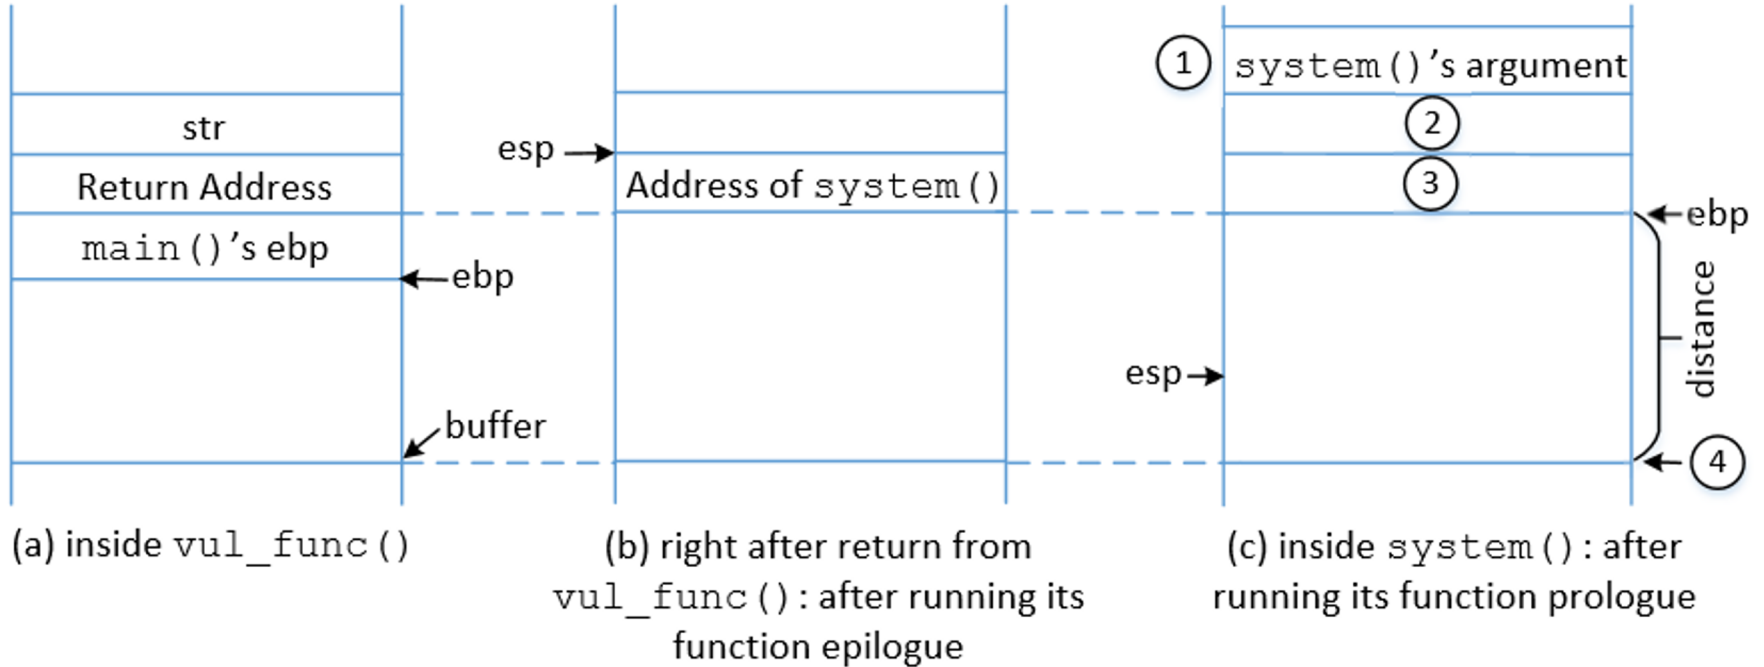 str
Return Address
main()’s ebp
ebp
buffer
(a) inside vul_func()
esp
Address of system()
(b) right after return from
vul_func(): after running its
function epilogue
1
system()’s argument
2
3
ebp
distance
esp
4
(c) inside system(): after
running its function prologue